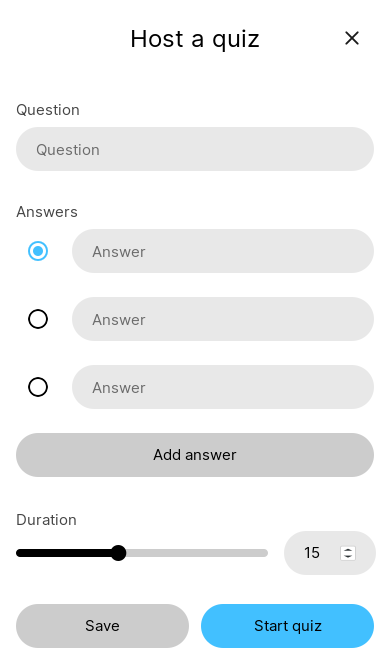 Host a quiz
Question
Question
Answers
Answer
Answer
Answer
Add answer
Duration
15
Save
Start quiz